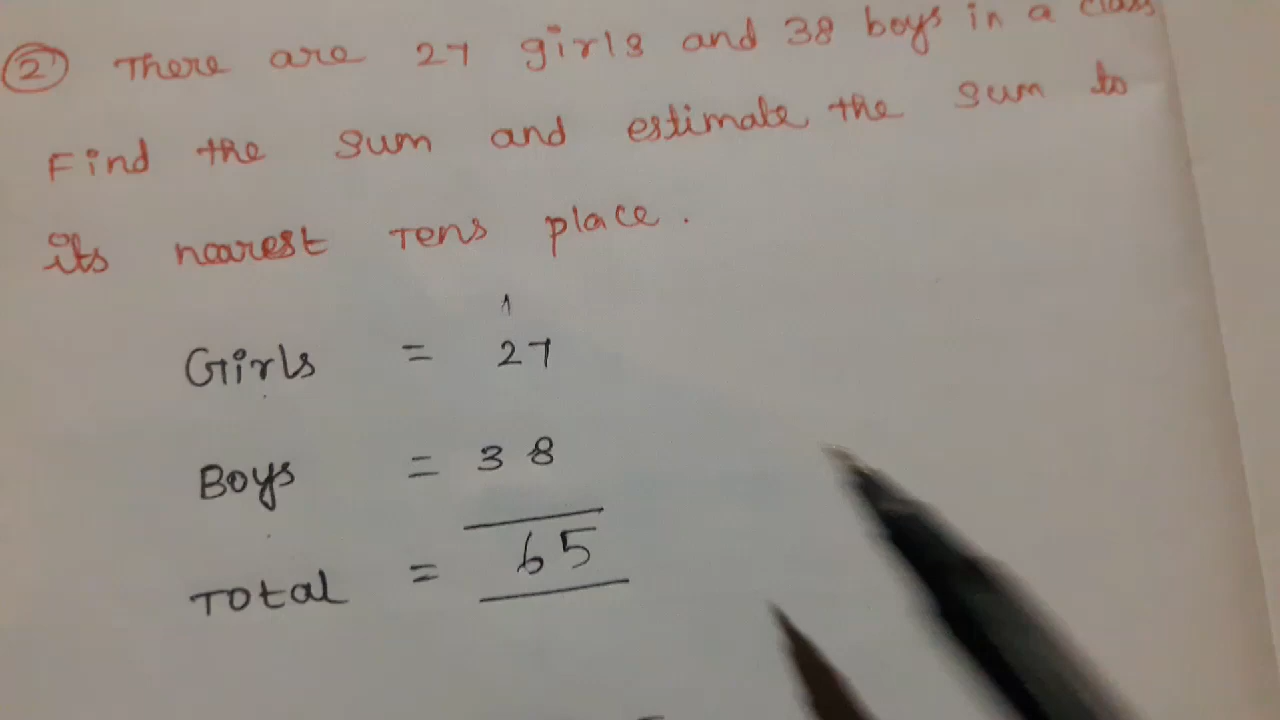 2 There are 27 girls and 38 boys in a class
Find the sum and estimate the sum to
its nearest Tens place.
1
Girls = 27
Boys = 38
Total = 65